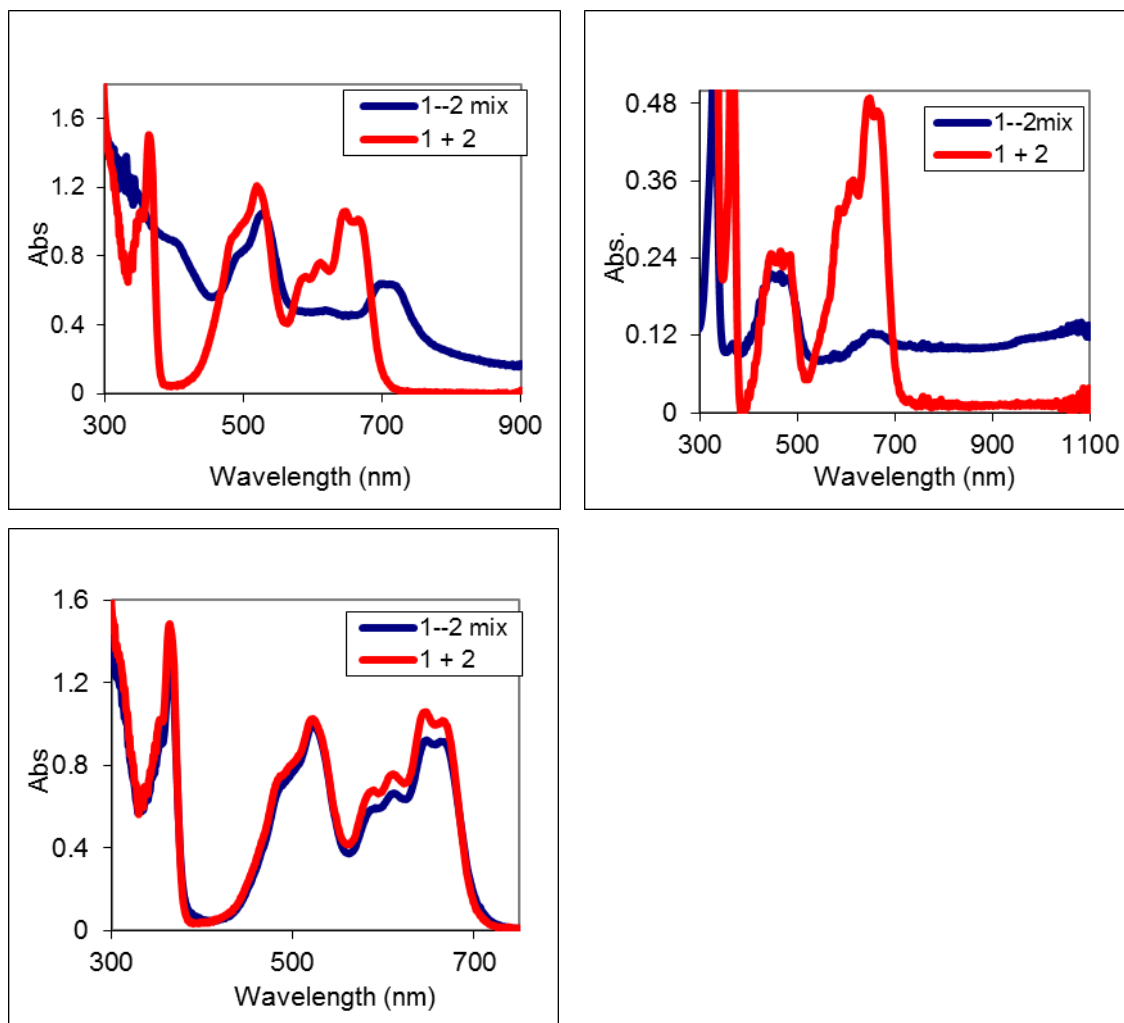 1--2 mix
1 + 2
1.6
1.2
0.8
0.4
0
Abs
300 500 700 900
Wavelength (nm)
1--2mix
1 + 2
0.48
0.36
0.24
0.12
0
Abs.
300 500 700 900 1100
Wavelength (nm)
1--2 mix
1 + 2
1.6
1.2
0.8
0.4
0
Abs
300 500 700
Wavelength (nm)